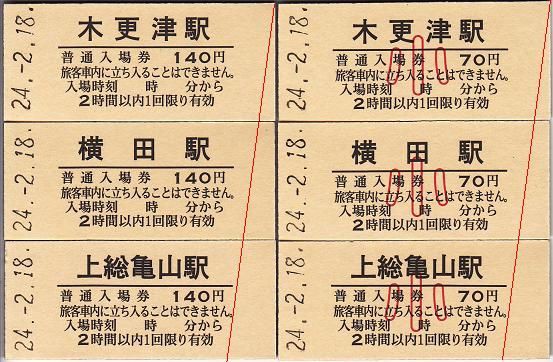 24.-2.18.
木更津駅
普通入場券 140円
旅客車内に立ち入ることはできません。
入場時刻 時 分から
2時間以内1回限り有効
24.-2.18.
木更津駅
小
普通入場券 70円
旅客車内に立ち入ることはできません。
入場時刻 時 分から
2時間以内1回限り有効
24.-2.18.
横田駅
普通入場券 140円
旅客車内に立ち入ることはできません。
入場時刻 時 分から
2時間以内1回限り有効
24.-2.18.
横田駅
小
普通入場券 70円
旅客車内に立ち入ることはできません。
入場時刻 時 分から
2時間以内1回限り有効
24.-2.18.
上総亀山駅
普通入場券 140円
旅客車内に立ち入ることはできません。
入場時刻 時 分から
2時間以内1回限り有効
24.-2.18.
上総亀山駅
小
普通入場券 70円
旅客車内に立ち入ることはできません。
入場時刻 時 分から
2時間以内1回限り有効